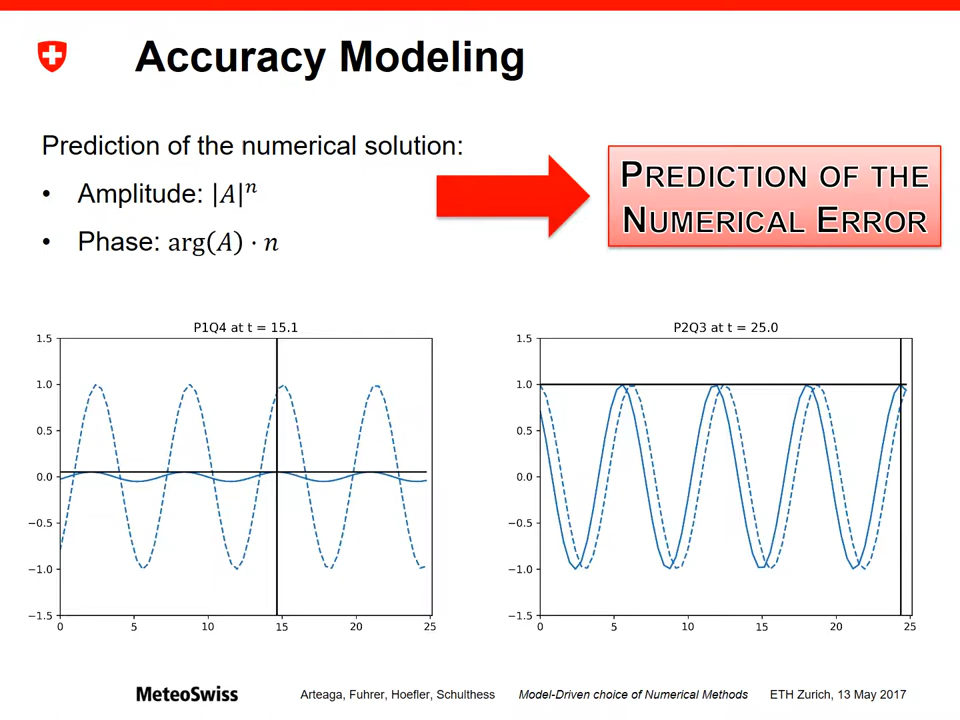 Accuracy Modeling
Prediction of the numerical solution:
• Amplitude: |A|ⁿ
• Phase: arg(A) · n
PREDICTION OF THE
NUMERICAL ERROR
P1Q4 at t = 15.1
1.5
1.0
0.5
0.0
−0.5
−1.0
−1.5
0 5 10 15 20 25
P2Q3 at t = 25.0
1.5
1.0
0.5
0.0
−0.5
−1.0
−1.5
0 5 10 15 20 25
MeteoSwiss Arteaga, Fuhrer, Hoefler, Schulthess Model-Driven choice of Numerical Methods ETH Zurich, 13 May 2017